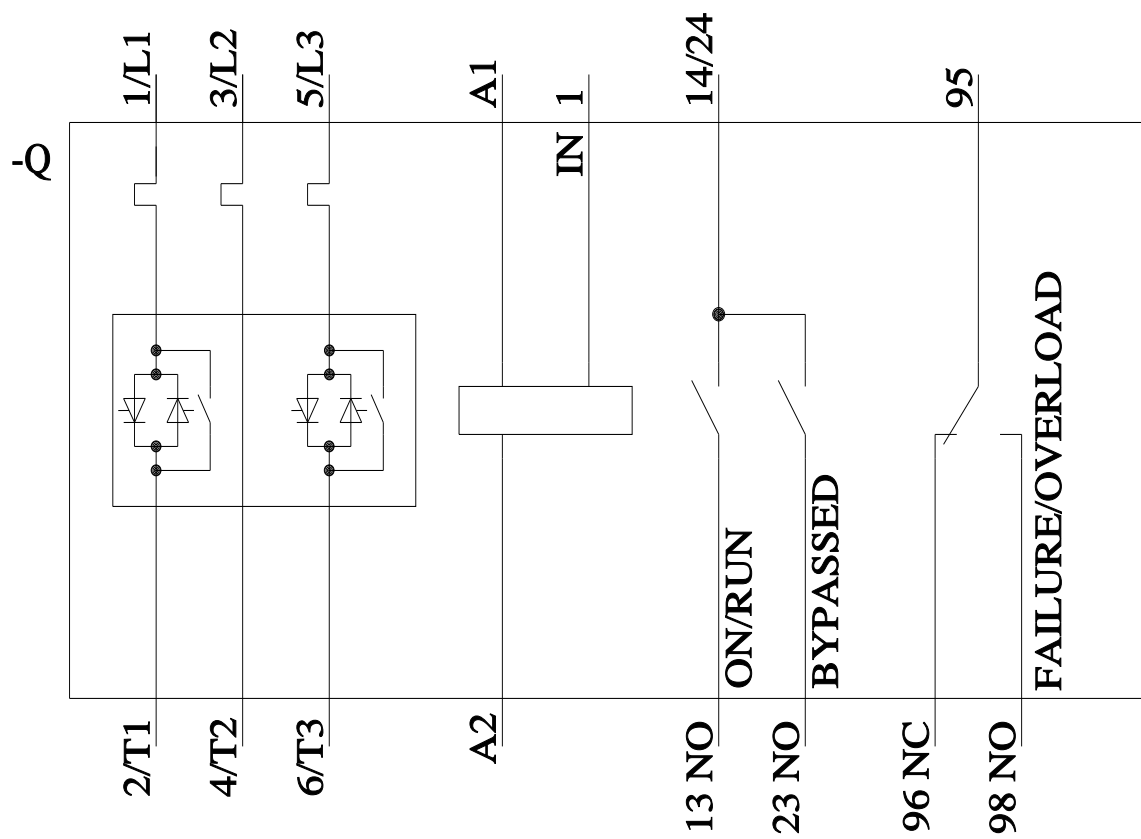 1/L1
3/L2
5/L3
A1
1
14/24
95
-Q
IN
ON/RUN
BYPASSED
FAILURE/OVERLOAD
2/T1
4/T2
6/T3
A2
13 NO
23 NO
96 NC
98 NO